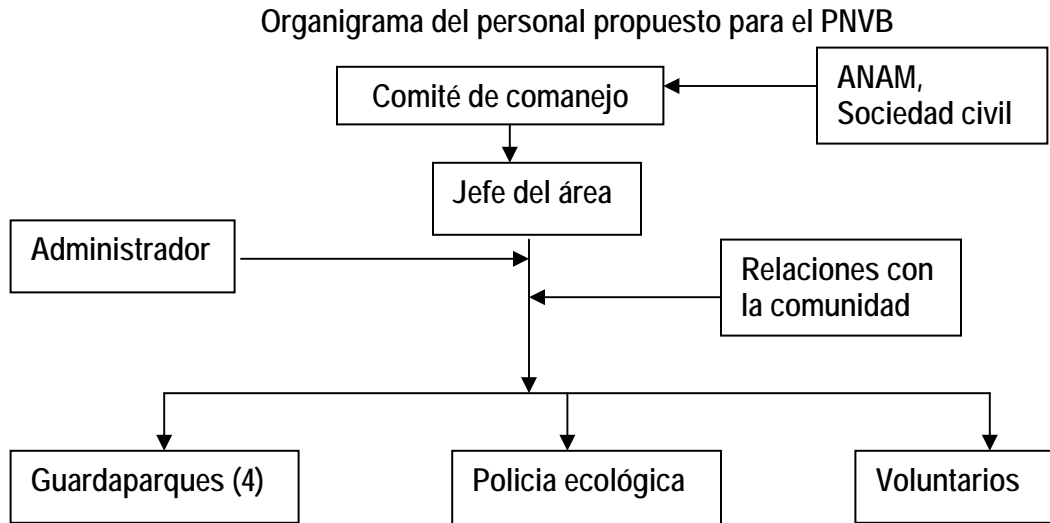 Organigrama del personal propuesto para el PNVB
Comité de comanejo
ANAM,
Sociedad civil
Jefe del área
Administrador
Relaciones con
la comunidad
Guardaparques (4)
Policia ecológica
Voluntarios